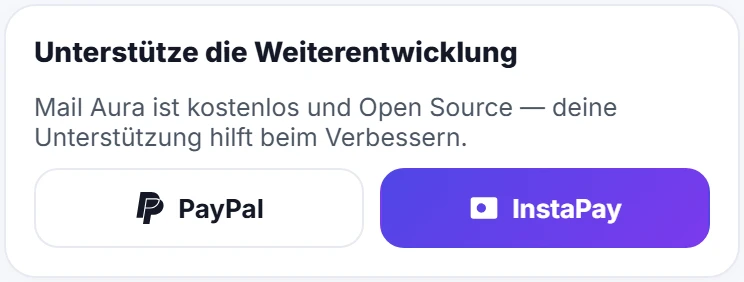 Unterstütze die Weiterentwicklung
Mail Aura ist kostenlos und Open Source — deine
Unterstützung hilft beim Verbessern.
PayPal
InstaPay